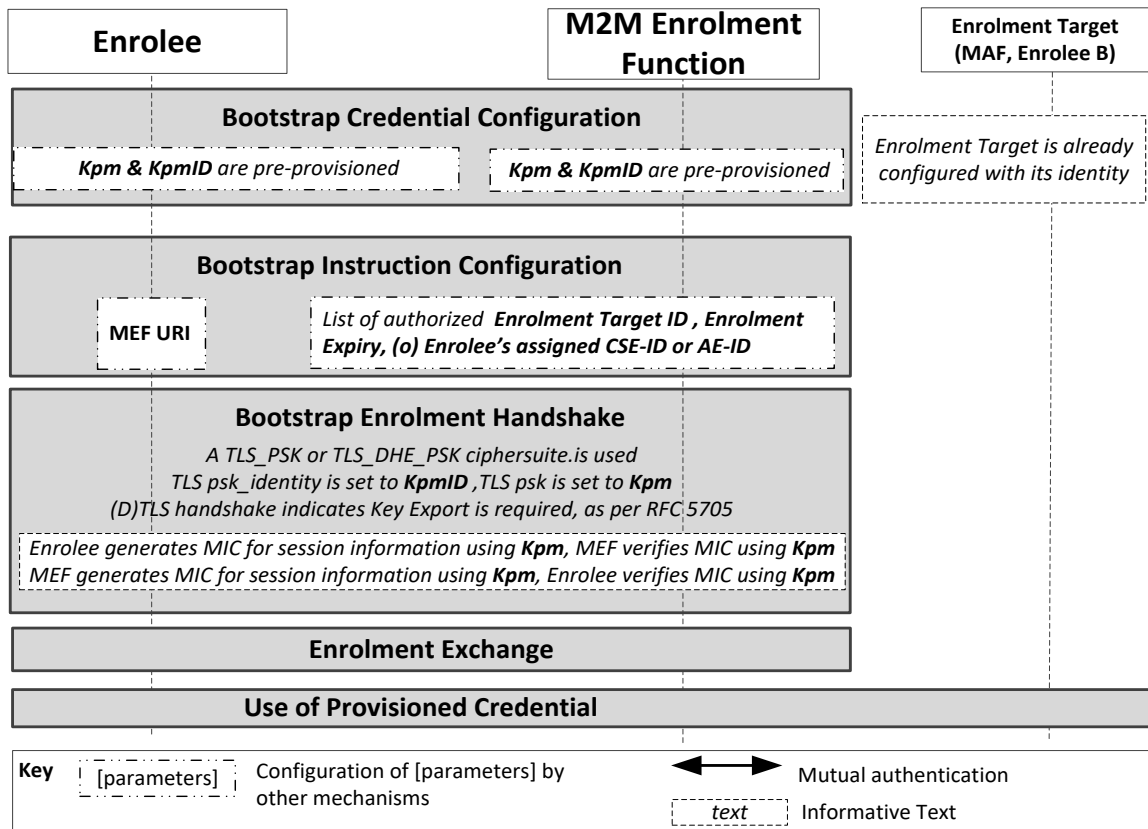 Enrolee
M2M Enrolment
Function
Enrolment Target
(MAF, Enrolee B)
Bootstrap Credential Configuration
Kpm & KpmID are pre-provisioned
Kpm & KpmID are pre-provisioned
Enrolment Target is already
configured with its identity
Bootstrap Instruction Configuration
MEF URI
List of authorized Enrolment Target ID , Enrolment
Expiry, (o) Enrolee's assigned CSE-ID or AE-ID
Bootstrap Enrolment Handshake
A TLS_PSK or TLS_DHE_PSK ciphersuite.is used
TLS psk_identity is set to KpmID ,TLS psk is set to Kpm
(D)TLS handshake indicates Key Export is required, as per RFC 5705
Enrolee generates MIC for session information using Kpm, MEF verifies MIC using Kpm
MEF generates MIC for session information using Kpm, Enrolee verifies MIC using Kpm
Enrolment Exchange
Use of Provisioned Credential
Key
[parameters]
Configuration of [parameters] by
other mechanisms
Mutual authentication
text
Informative Text